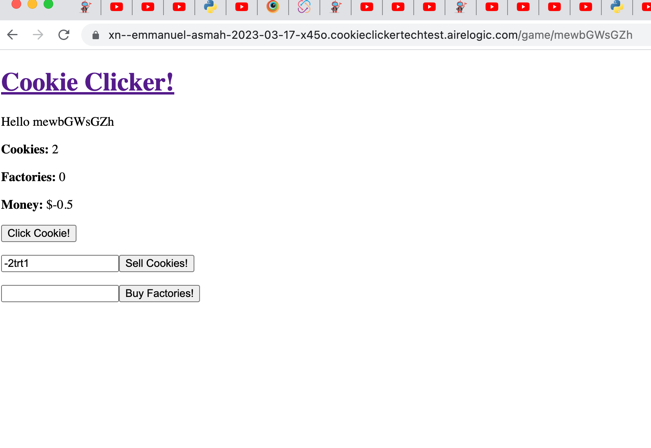 xn--emmanuel-asmah-2023-03-17-x45o.cookieclickertechtest.airelogic.com/game/mewbGWsGZh
Cookie Clicker!
Hello mewbGWsGZh
Cookies: 2
Factories: 0
Money: $-0.5
Click Cookie!
-2trt1 Sell Cookies!
Buy Factories!